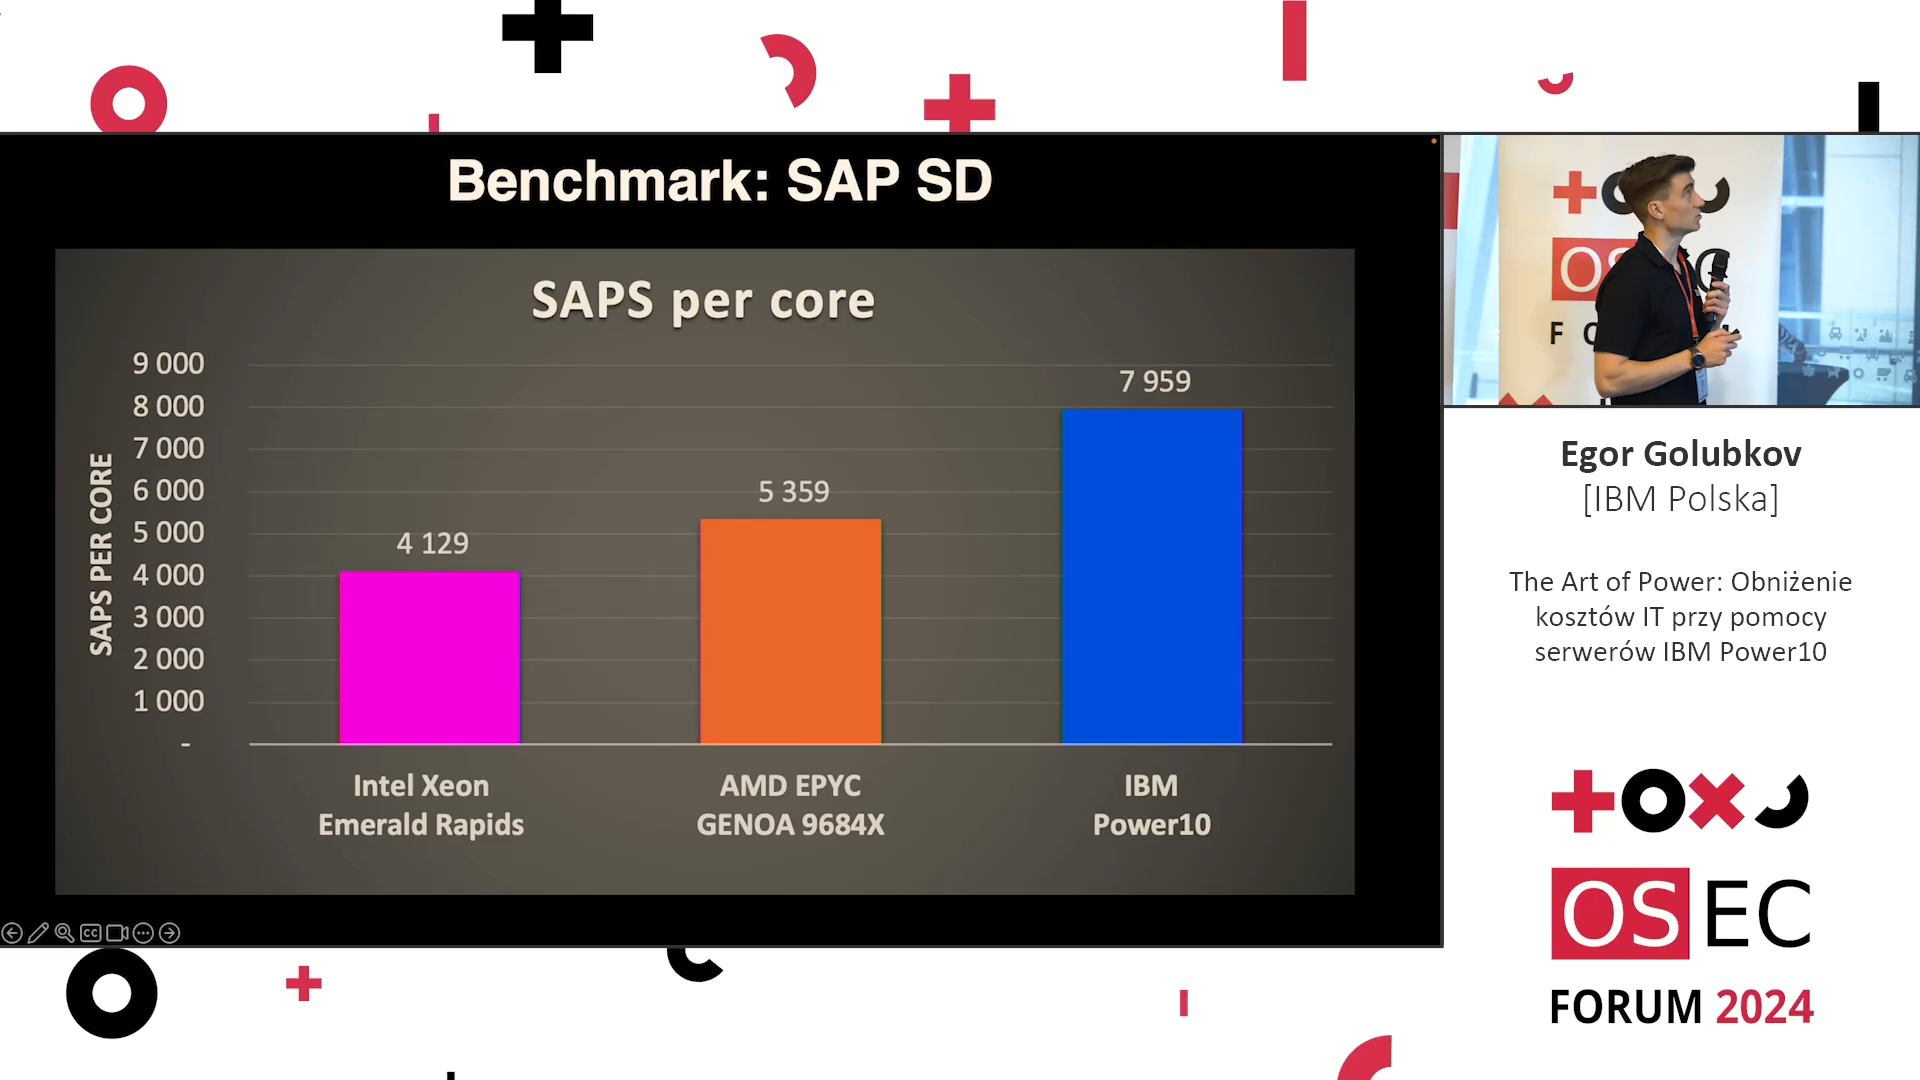 Benchmark: SAP SD
SAPS per core
SAPS PER CORE
9 000
8 000
7 000
6 000
5 000
4 000
3 000
2 000
1 000
-
4 129
5 359
7 959
Intel Xeon
Emerald Rapids
AMD EPYC
GENOA 9684X
IBM
Power10
Egor Golubkov
[IBM Polska]
The Art of Power: Obniżenie
kosztów IT przy pomocy
serwerów IBM Power10
OSEC
FORUM 2024